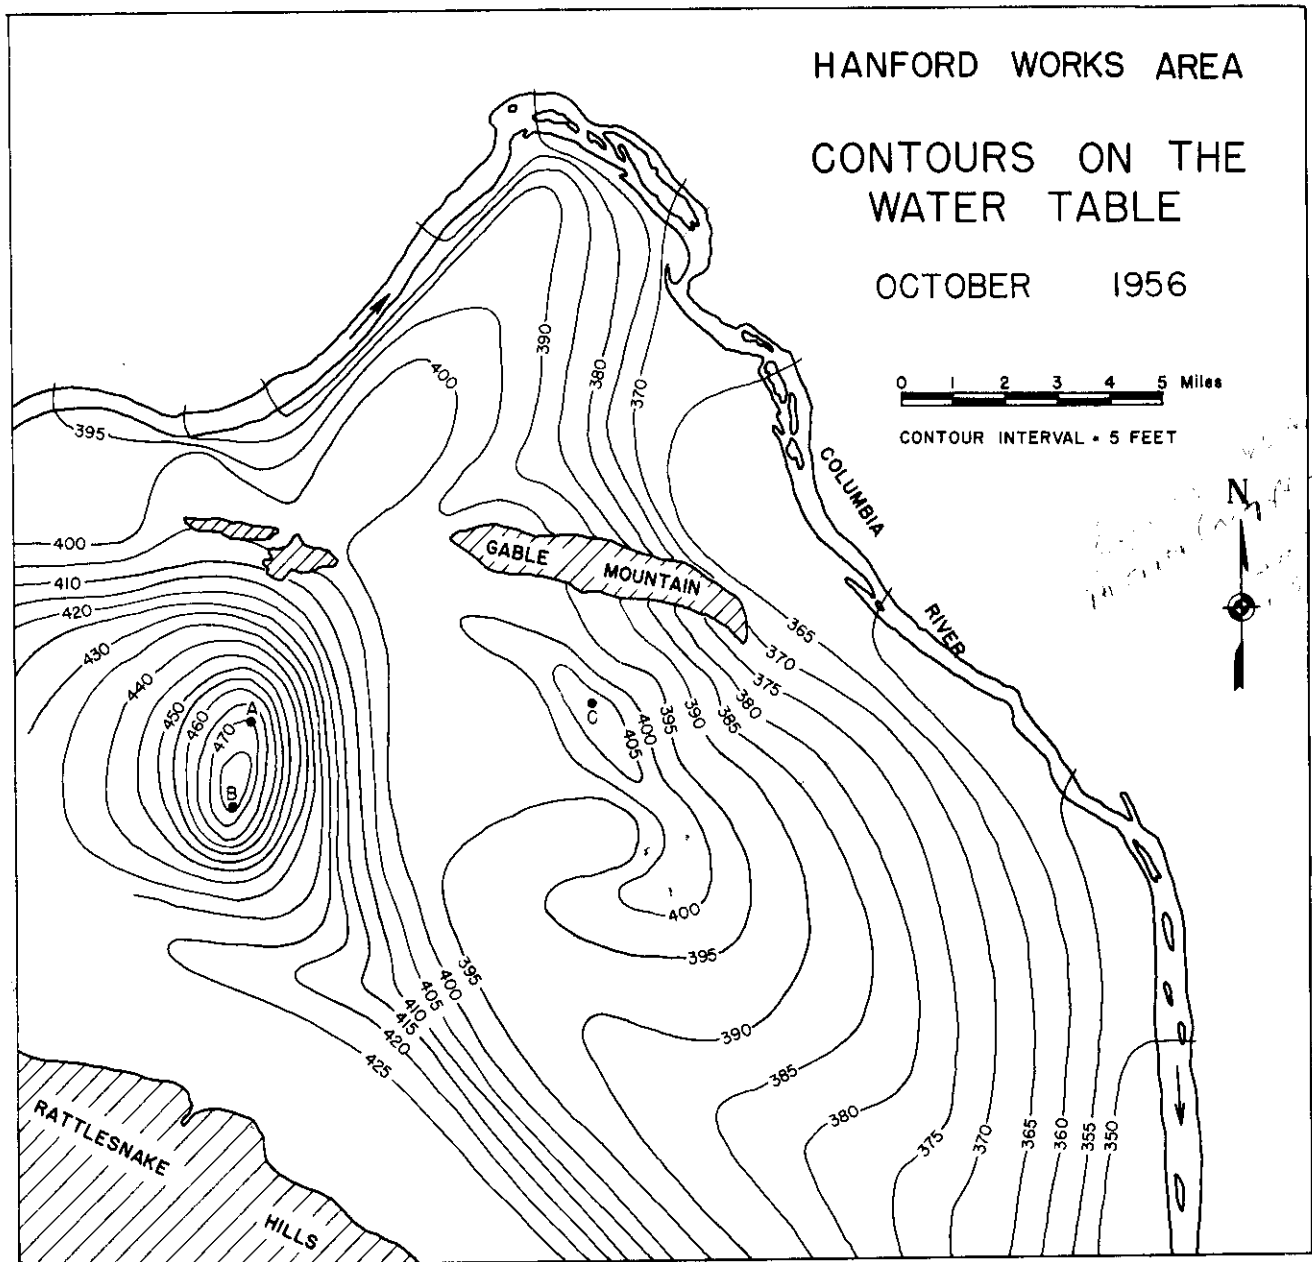 HANFORD WORKS AREA
CONTOURS ON THE
WATER TABLE
OCTOBER 1956
0 1 2 3 4 5 Miles
CONTOUR INTERVAL = 5 FEET
N
COLUMBIA
RIVER
400
390
380
370
395
400
410
420
430
440
450
460
470
A
B
C
GABLE
MOUNTAIN
365
370
375
380
385
390
395
400
405
400
395
390
385
380
375
370
365
360
355
350
395
400
405
410
415
420
425
RATTLESNAKE
HILLS